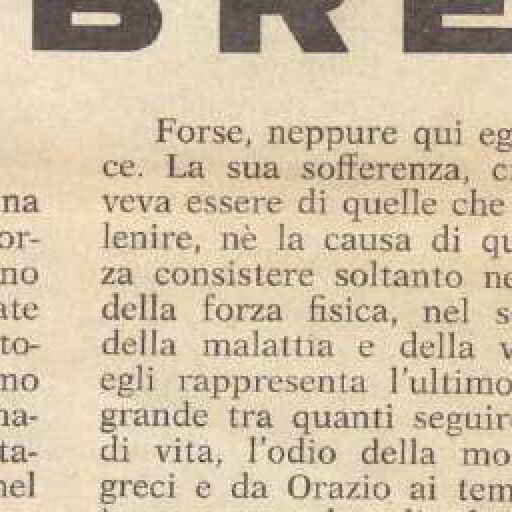 BRE
na
or-
no
ate
to-
mo
na-
ta-
nel
Forse, neppure qui eg
ce. La sua sofferenza, c
veva essere di quelle che
lenire, nè la causa di qu
za consistere soltanto ne
della forza fisica, nel s
della malattia e della v
egli rappresenta l'ultimo
grande tra quanti seguir
di vita, l'odio della mo
greci e da Orazio ai tem